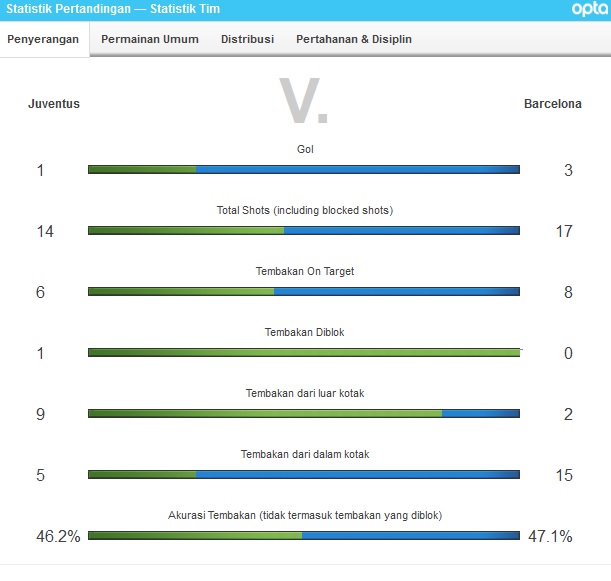 Statistik Pertandingan — Statistik Tim opta
Penyerangan Permainan Umum Distribusi Pertahanan & Disiplin
V.
Juventus Barcelona
Gol
1 3
Total Shots (including blocked shots)
14 17
Tembakan On Target
6 8
Tembakan Diblok
1 0
Tembakan dari luar kotak
9 2
Tembakan dari dalam kotak
5 15
Akurasi Tembakan (tidak termasuk tembakan yang diblok)
46.2% 47.1%